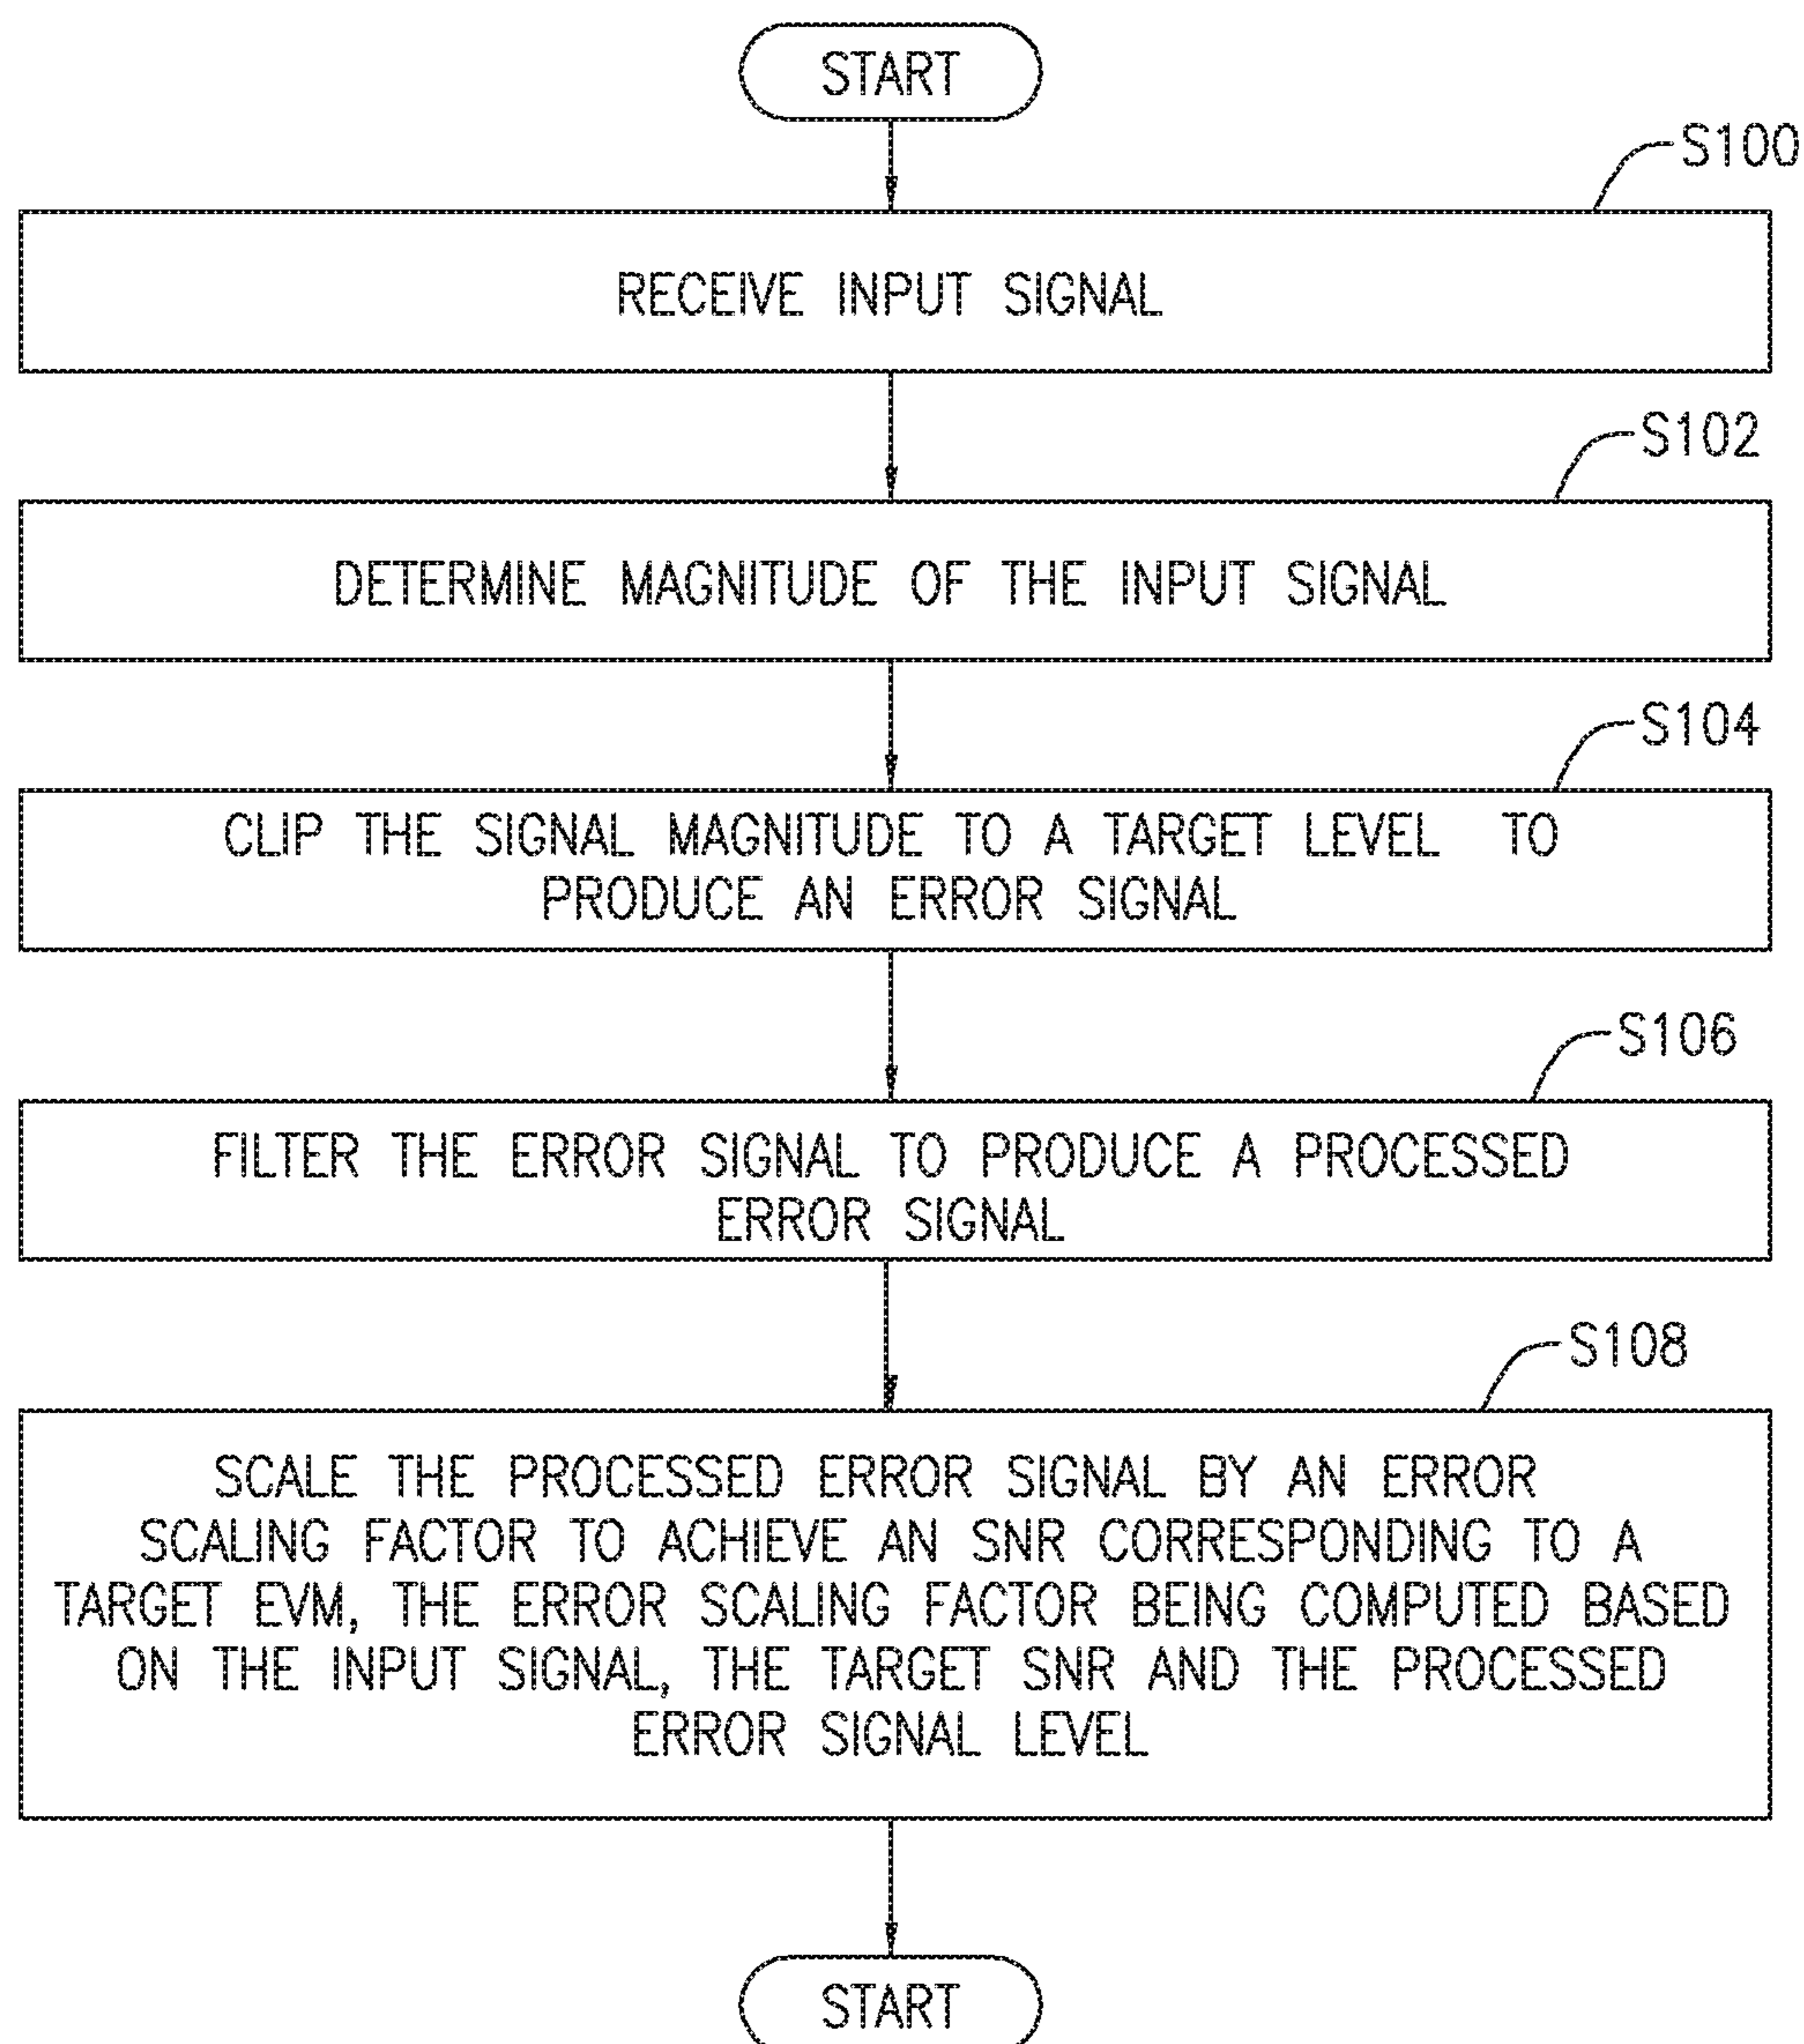 START
S100
RECEIVE INPUT SIGNAL
S102
DETERMINE MAGNITUDE OF THE INPUT SIGNAL
S104
CLIP THE SIGNAL MAGNITUDE TO A TARGET LEVEL TO
PRODUCE AN ERROR SIGNAL
S106
FILTER THE ERROR SIGNAL TO PRODUCE A PROCESSED
ERROR SIGNAL
S108
SCALE THE PROCESSED ERROR SIGNAL BY AN ERROR
SCALING FACTOR TO ACHIEVE AN SNR CORRESPONDING TO A
TARGET EVM, THE ERROR SCALING FACTOR BEING COMPUTED BASED
ON THE INPUT SIGNAL, THE TARGET SNR AND THE PROCESSED
ERROR SIGNAL LEVEL
START